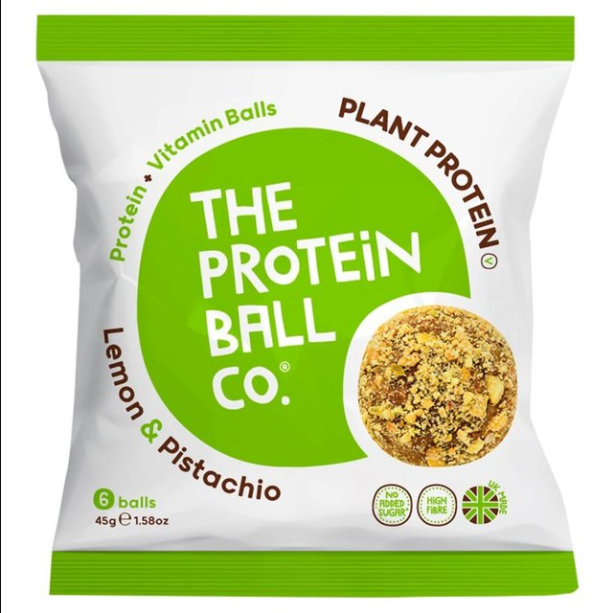 Protein + Vitamin Balls
PLANT PROTEIN
V
THE
PROTEiN
BALL
CO.®
Lemon & Pistachio
6 balls
45g ℮ 1.58oz
NO
ADDED
SUGAR
HIGH
FIBRE
UK MADE